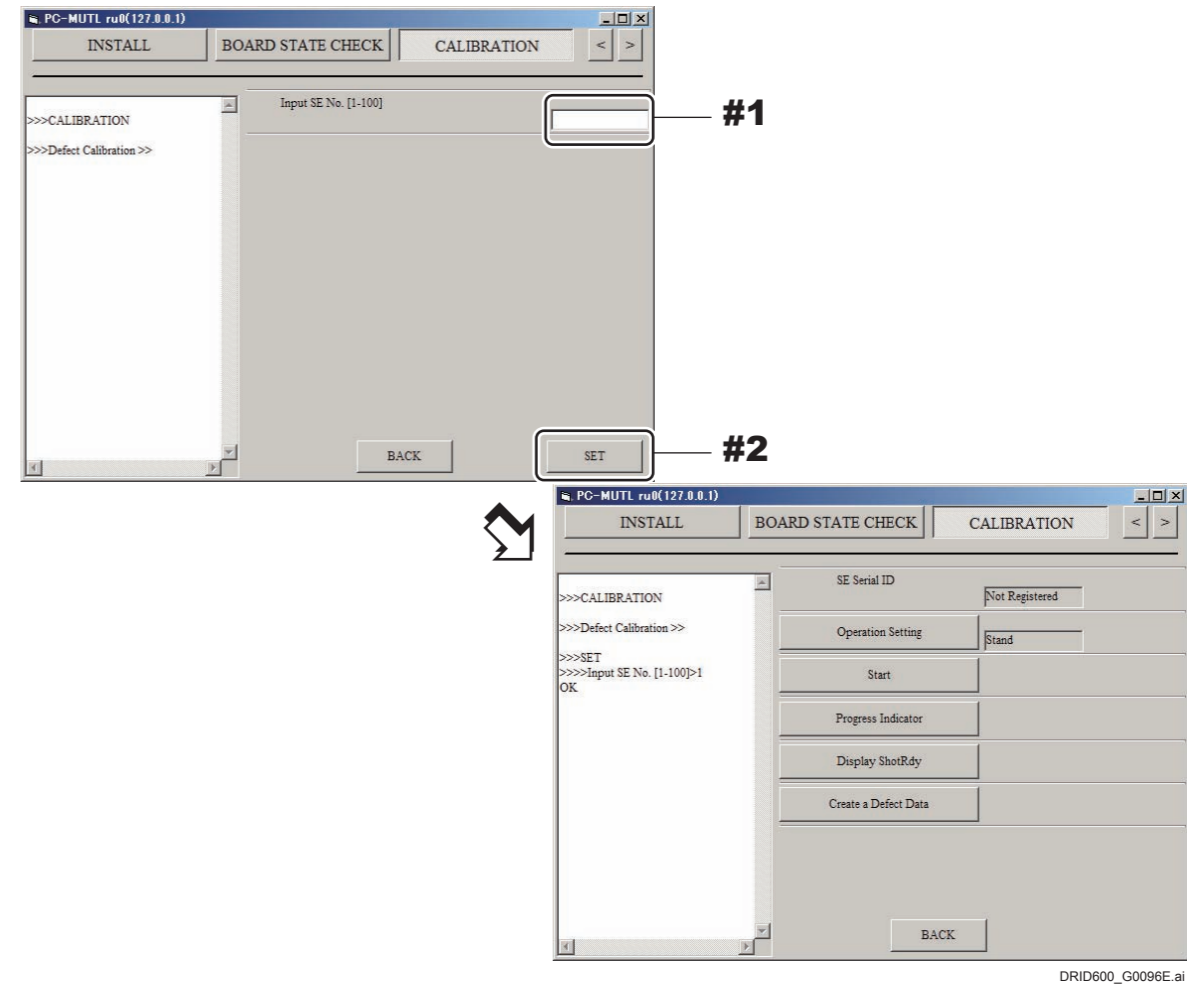 PC-MUTL ru0(127.0.0.1)
INSTALL
BOARD STATE CHECK
CALIBRATION
<
>
>>>CALIBRATION
>>>Defect Calibration >>
Input SE No. [1-100]
#1
BACK
SET
#2
PC-MUTL ru0(127.0.0.1)
INSTALL
BOARD STATE CHECK
CALIBRATION
<
>
>>>CALIBRATION
>>>Defect Calibration >>
>>>SET
>>>>Input SE No. [1-100]>1
OK
SE Serial ID
Not Registered
Operation Setting
Stand
Start
Progress Indicator
Display ShotRdy
Create a Defect Data
BACK
DRID600_G0096E.ai